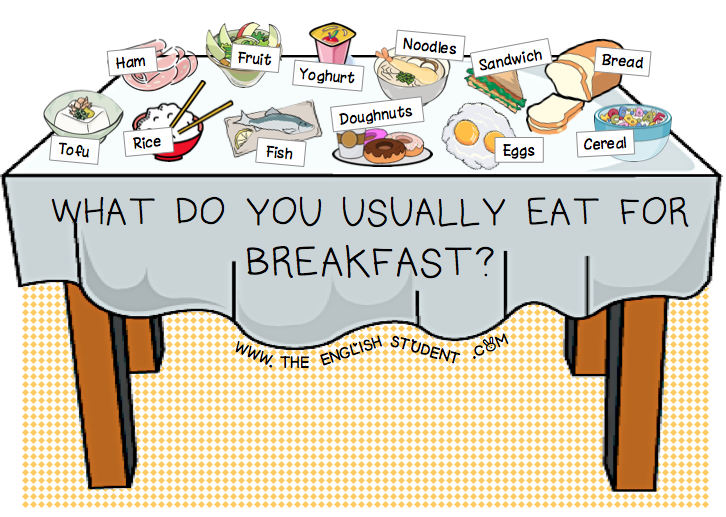 Ham
Fruit
Yoghurt
Noodles
Sandwich
Bread
Tofu
Rice
Fish
Doughnuts
Eggs
Cereal
WHAT DO YOU USUALLY EAT FOR
BREAKFAST?
WWW. THE ENGLISH STUDENT .COM